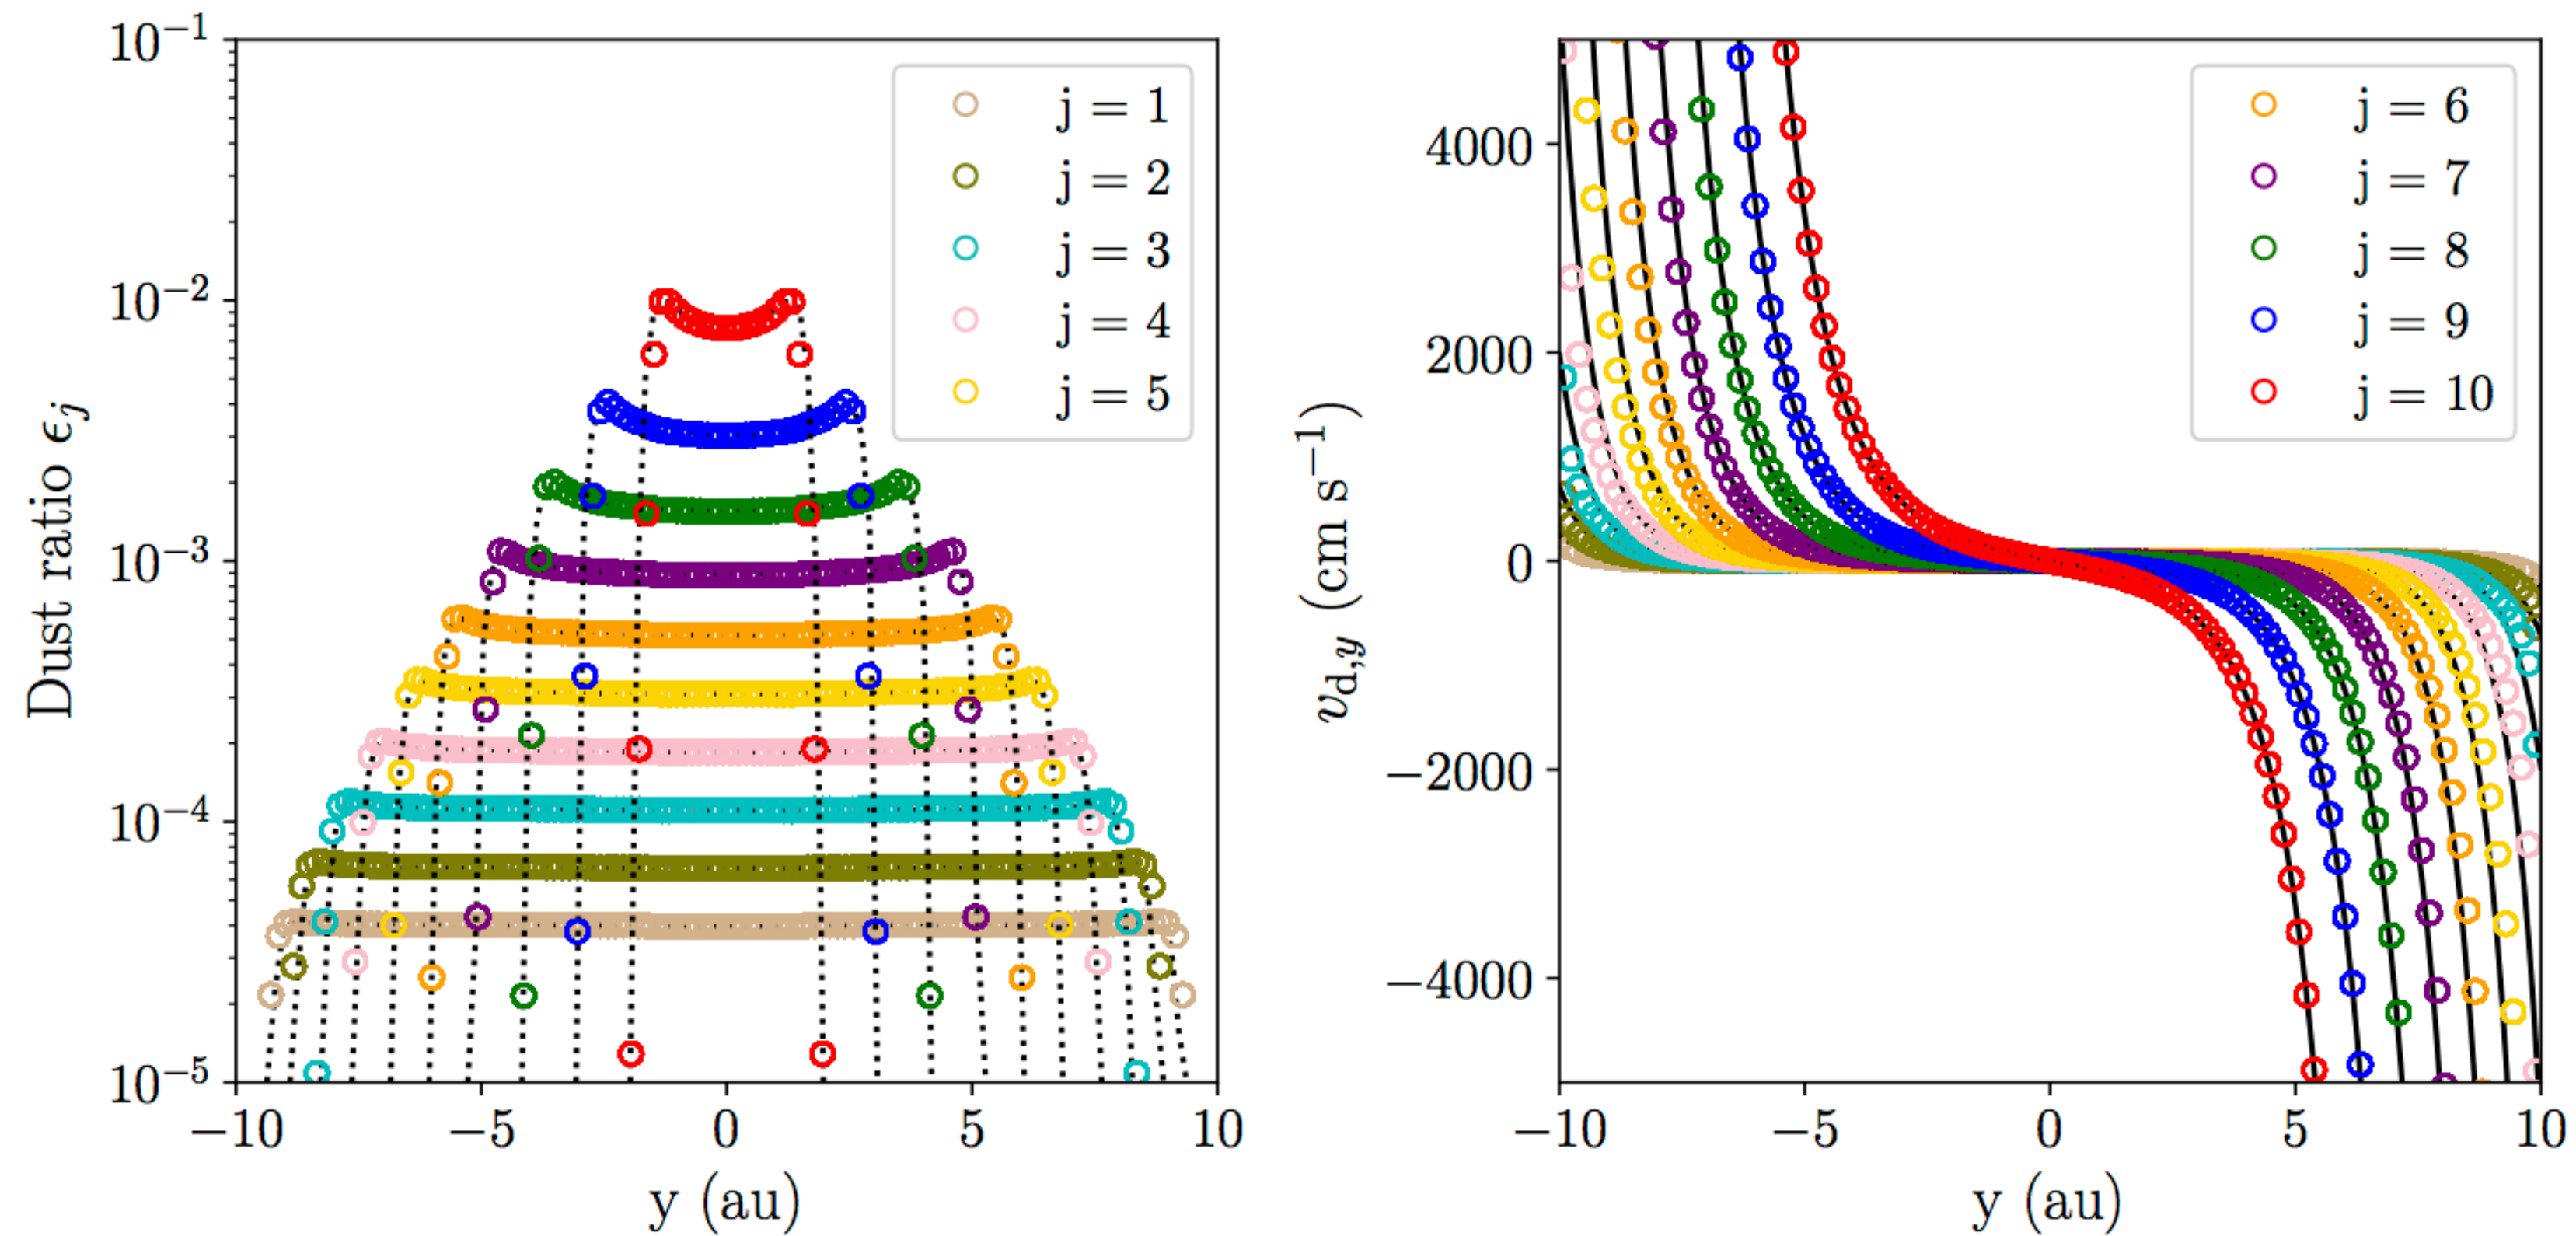 10⁻¹
10⁻²
10⁻³
10⁻⁴
10⁻⁵
Dust ratio ϵⱼ
j = 1
j = 2
j = 3
j = 4
j = 5
−10 −5 0 5 10
y (au)
4000
2000
0
−2000
−4000
v_{d,y} (cm s⁻¹)
j = 6
j = 7
j = 8
j = 9
j = 10
−10 −5 0 5 10
y (au)